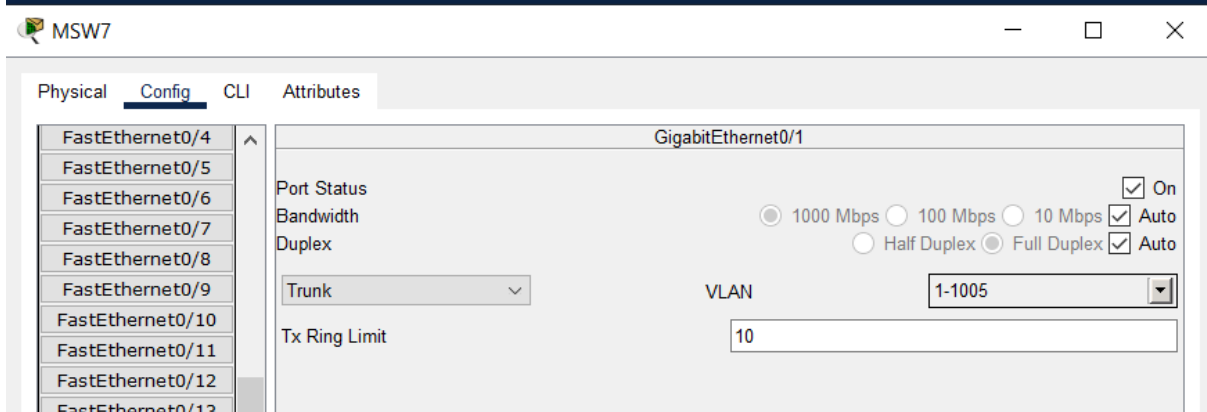 MSW7
Physical Config CLI Attributes
FastEthernet0/4
FastEthernet0/5
FastEthernet0/6
FastEthernet0/7
FastEthernet0/8
FastEthernet0/9
FastEthernet0/10
FastEthernet0/11
FastEthernet0/12
FastEthernet0/13
GigabitEthernet0/1
Port Status On
Bandwidth 1000 Mbps 100 Mbps 10 Mbps Auto
Duplex Half Duplex Full Duplex Auto
Trunk VLAN 1-1005
Tx Ring Limit 10